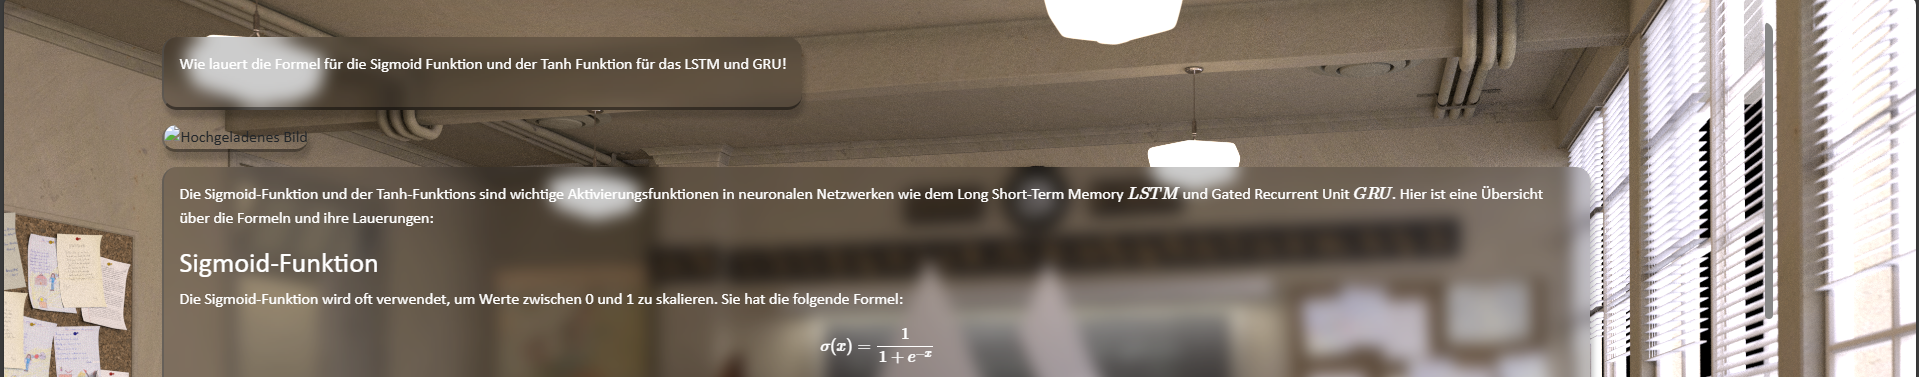 Wie lauert die Formel für die Sigmoid Funktion und der Tanh Funktion für das LSTM und GRU!
Hochgeladenes Bild
Die Sigmoid-Funktion und der Tanh-Funktions sind wichtige Aktivierungsfunktionen in neuronalen Netzwerken wie dem Long Short-Term Memory LSTM und Gated Recurrent Unit GRU. Hier ist eine Übersicht
über die Formeln und ihre Lauerungen:
Sigmoid-Funktion
Die Sigmoid-Funktion wird oft verwendet, um Werte zwischen 0 und 1 zu skalieren. Sie hat die folgende Formel:
σ(x) = 1 / (1 + e^−x)